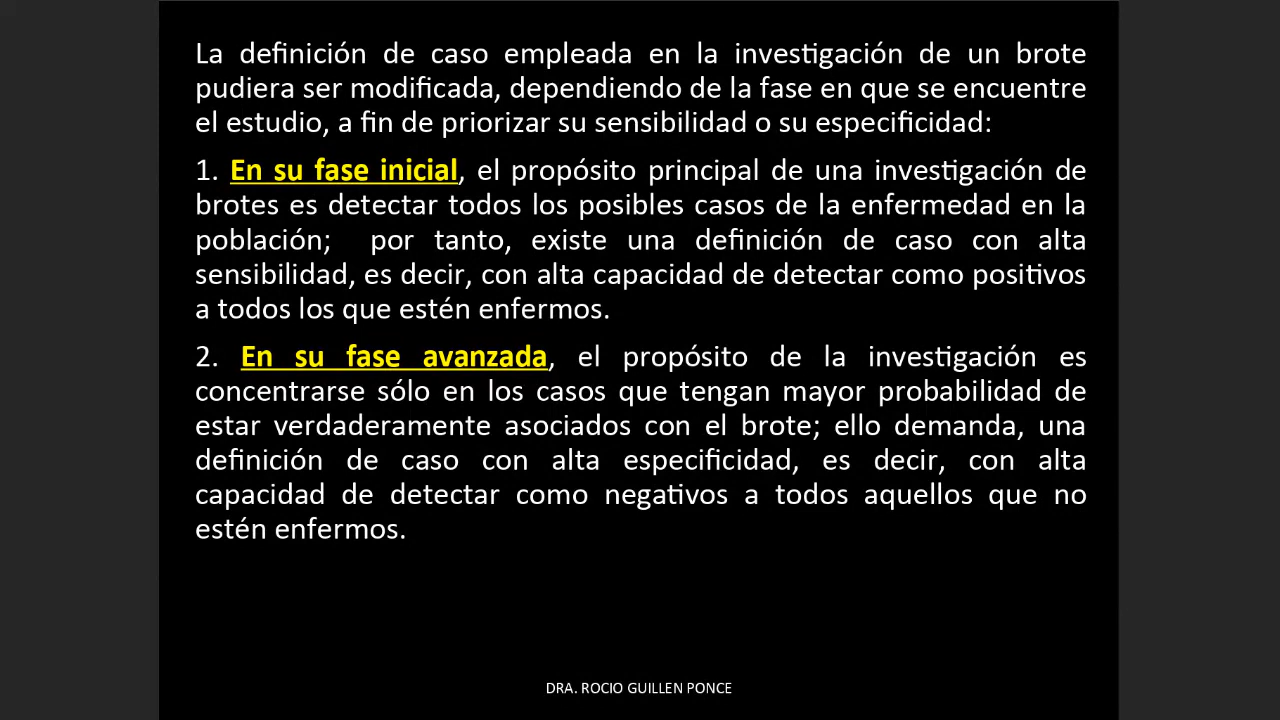 La definición de caso empleada en la investigación de un brote
pudiera ser modificada, dependiendo de la fase en que se encuentre
el estudio, a fin de priorizar su sensibilidad o su especificidad:
1. En su fase inicial, el propósito principal de una investigación de
brotes es detectar todos los posibles casos de la enfermedad en la
población; por tanto, existe una definición de caso con alta
sensibilidad, es decir, con alta capacidad de detectar como positivos
a todos los que estén enfermos.
2. En su fase avanzada, el propósito de la investigación es
concentrarse sólo en los casos que tengan mayor probabilidad de
estar verdaderamente asociados con el brote; ello demanda, una
definición de caso con alta especificidad, es decir, con alta
capacidad de detectar como negativos a todos aquellos que no
estén enfermos.
DRA. ROCIO GUILLEN PONCE